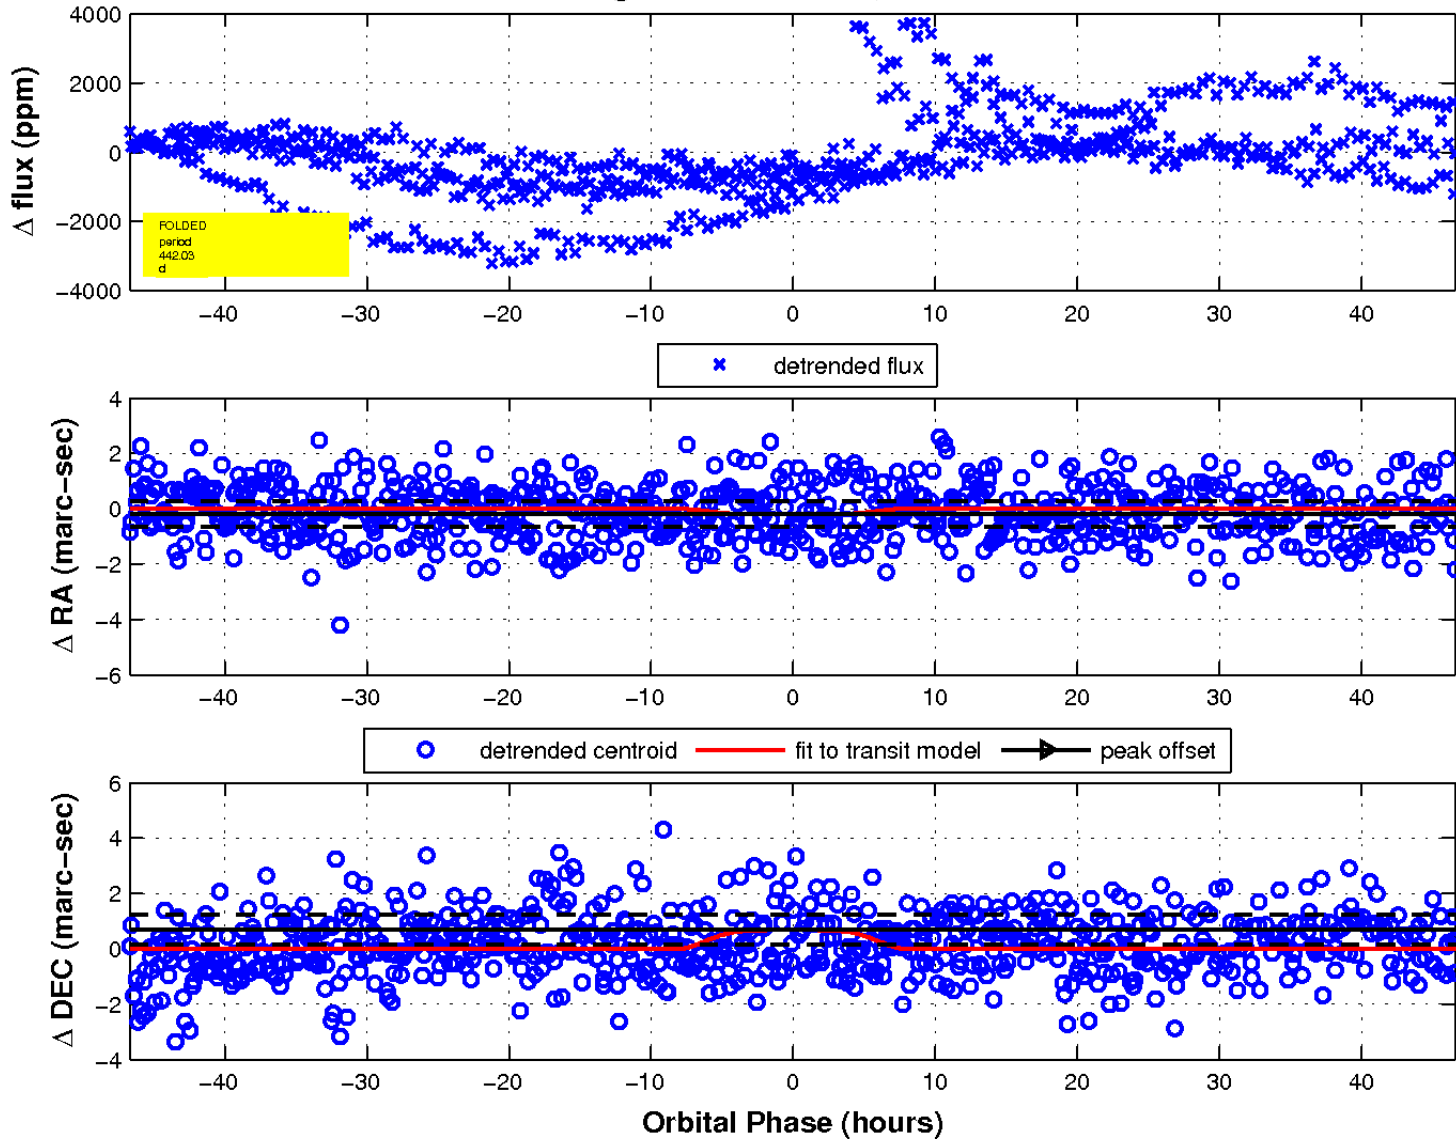 4000
2000
0
−2000
−4000
Δ flux (ppm)
FOLDED
period
442.03
d
−40 −30 −20 −10 0 10 20 30 40
detrended flux
4
2
0
−2
−4
−6
Δ RA (marc−sec)
−40 −30 −20 −10 0 10 20 30 40
detrended centroid fit to transit model peak offset
6
4
2
0
−2
−4
Δ DEC (marc−sec)
−40 −30 −20 −10 0 10 20 30 40
Orbital Phase (hours)